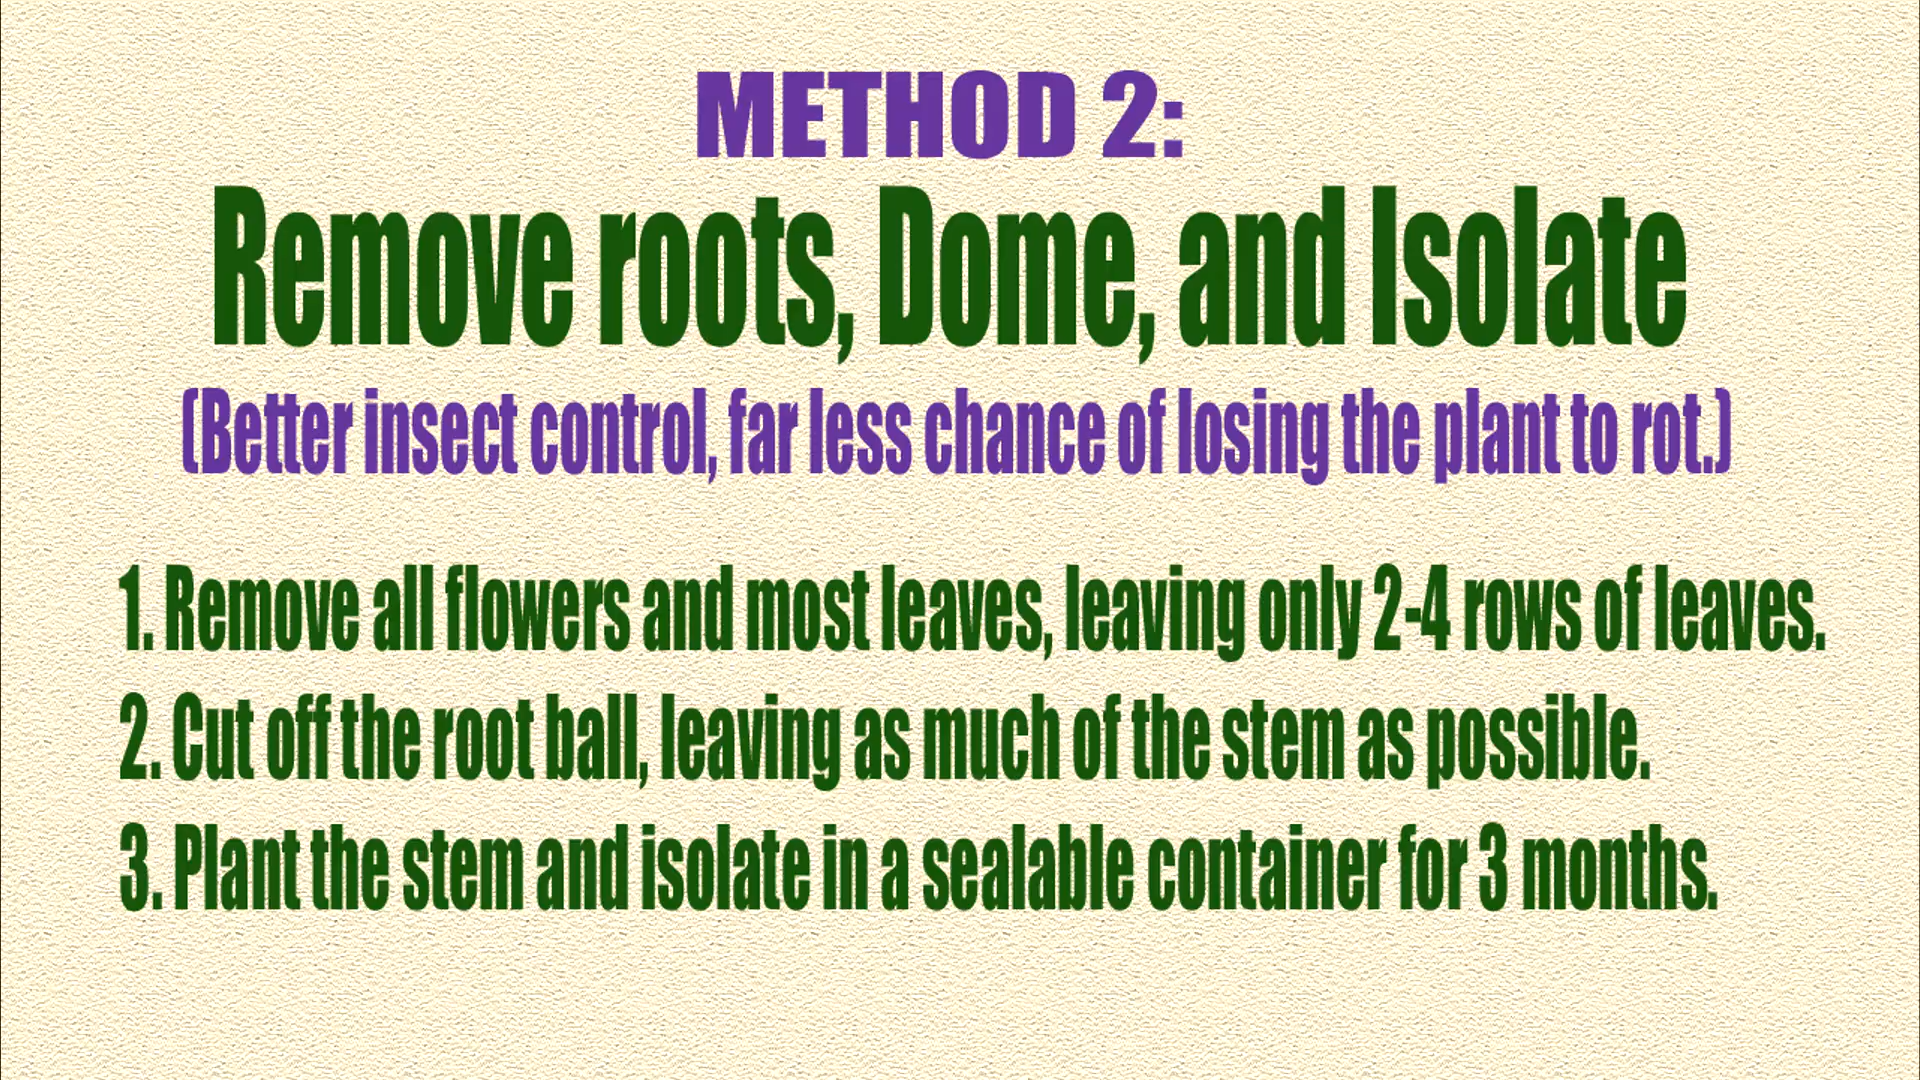 METHOD 2:
Remove roots, Dome, and Isolate
(Better insect control, far less chance of losing the plant to rot.)
1. Remove all flowers and most leaves, leaving only 2-4 rows of leaves.
2. Cut off the root ball, leaving as much of the stem as possible.
3. Plant the stem and isolate in a sealable container for 3 months.